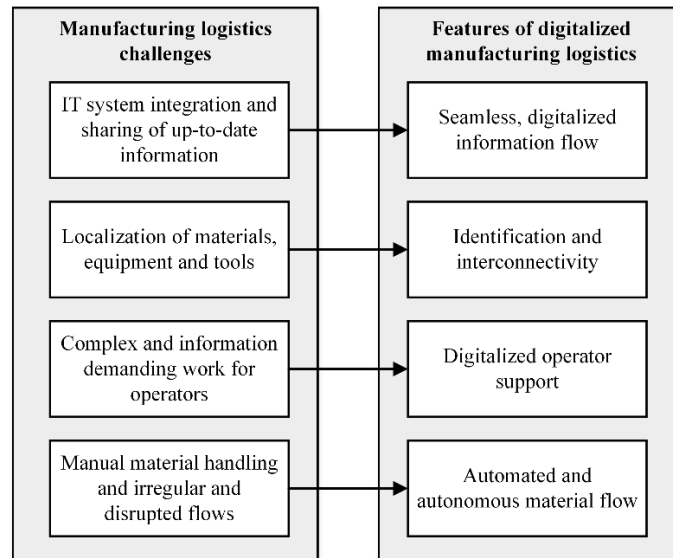 Manufacturing logistics
challenges
IT system integration and
sharing of up-to-date
information
Localization of materials,
equipment and tools
Complex and information
demanding work for
operators
Manual material handling
and irregular and
disrupted flows
Features of digitalized
manufacturing logistics
Seamless, digitalized
information flow
Identification and
interconnectivity
Digitalized operator
support
Automated and
autonomous material flow